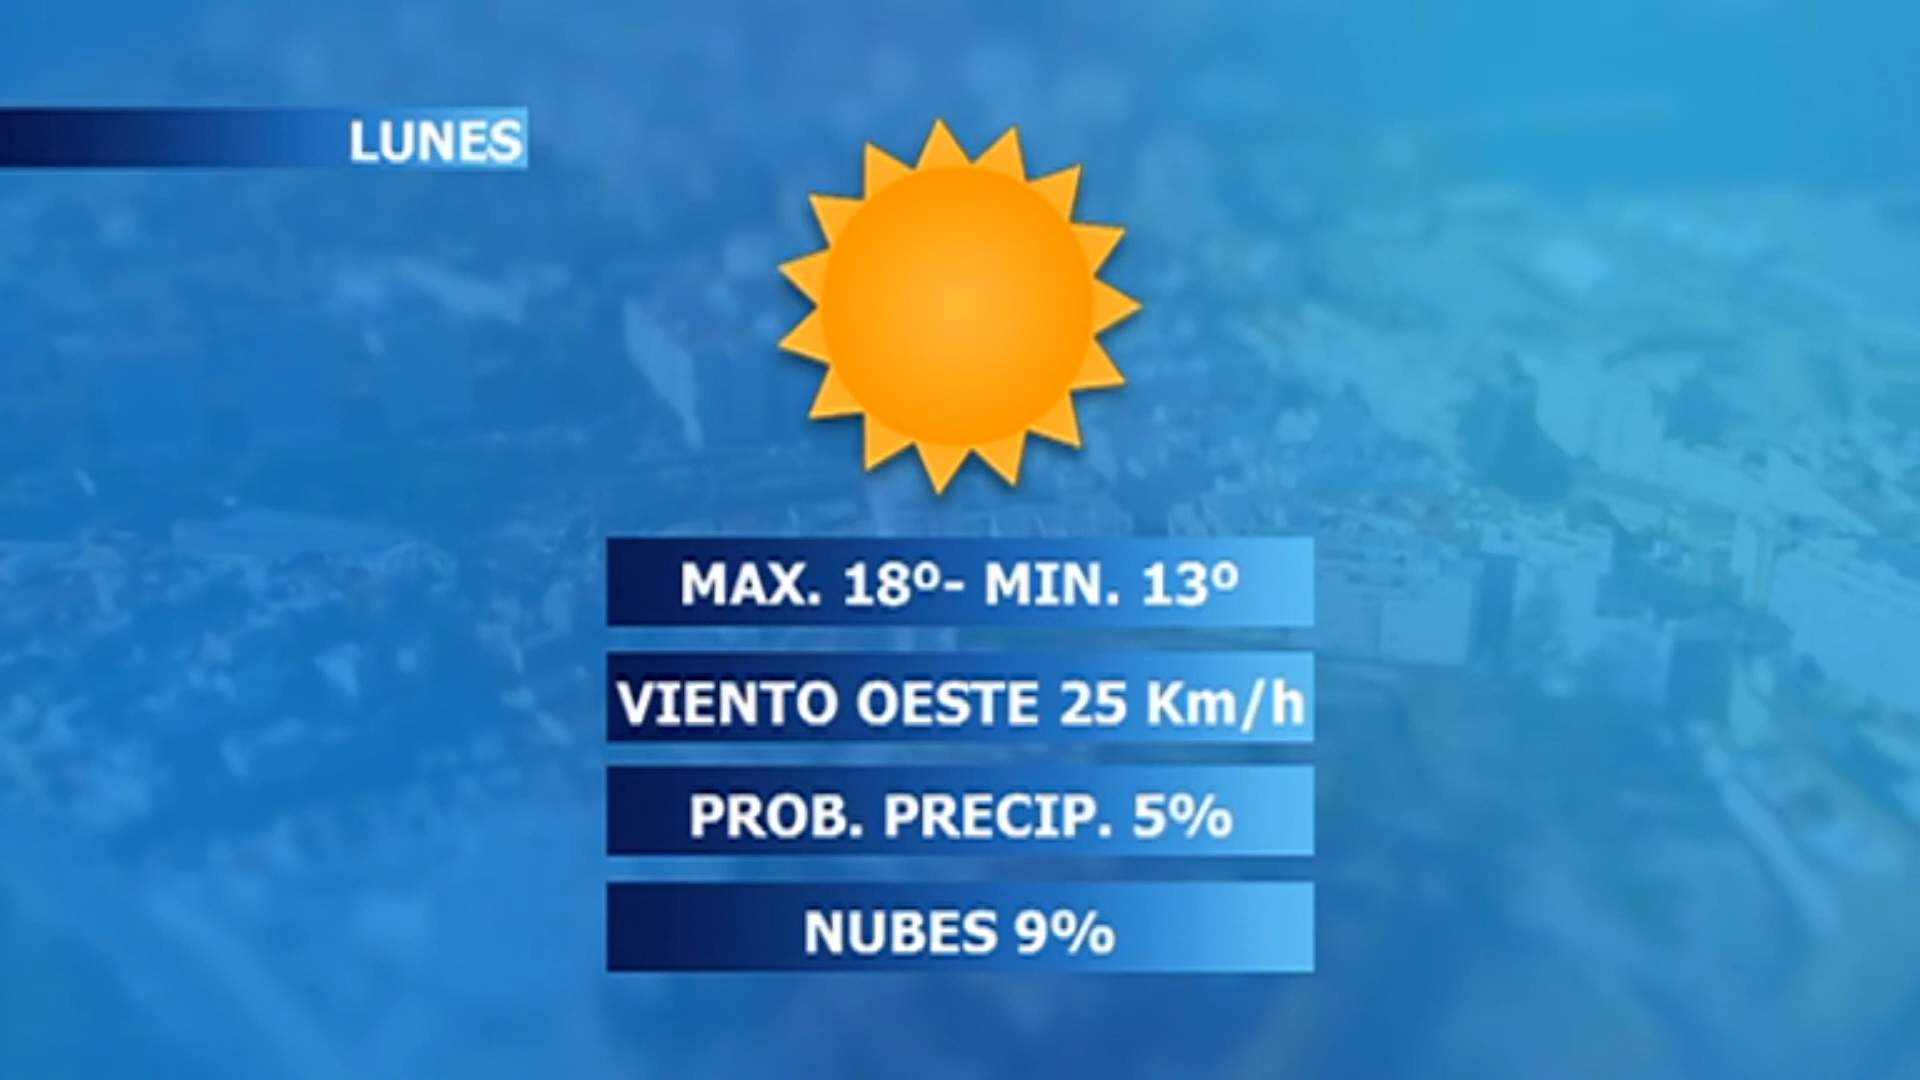 LUNES
MAX. 18º- MIN. 13º
VIENTO OESTE 25 Km/h
PROB. PRECIP. 5%
NUBES 9%